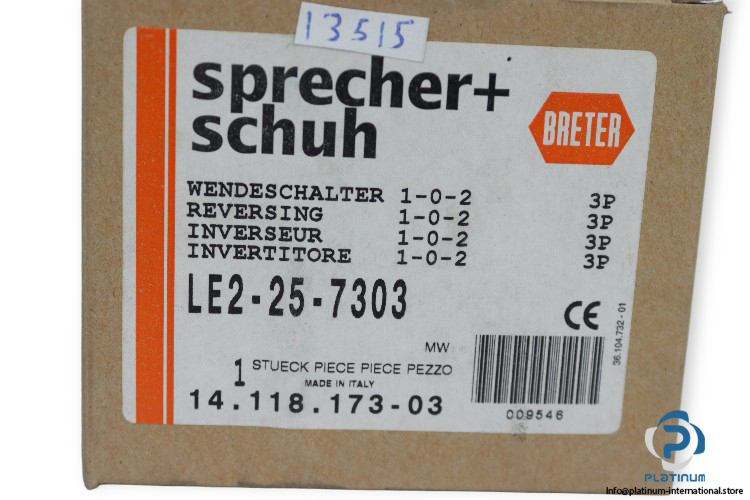 13515
sprecher+
schuh
BRETER
WENDESCHALTER 1-0-2 3P
REVERSING 1-0-2 3P
INVERSEUR 1-0-2 3P
INVERTITORE 1-0-2 3P
LE2-25-7303
CE
36.104.732-01
MW
1 STUECK PIECE PIECE PEZZO
MADE IN ITALY
14.118.173-03
009546
PLATINUM
info@platinum-international.store